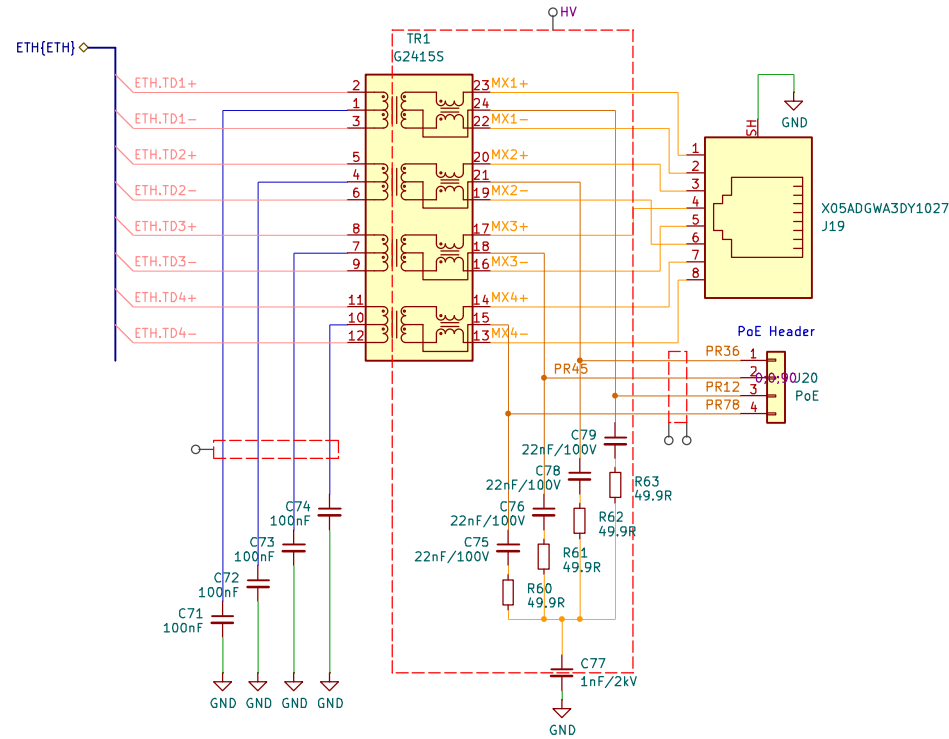 HV
ETH{ETH}
TR1
G2415S
ETH.TD1+ 2 23 MX1+
1 24
ETH.TD1- 3 22 MX1-
SH
GND
ETH.TD2+ 5 20 MX2+
4 21
ETH.TD2- 6 19 MX2-
ETH.TD3+ 8 17 MX3+
7 18
ETH.TD3- 9 16 MX3-
ETH.TD4+ 11 14 MX4+
10 15
ETH.TD4- 12 13 MX4-
1
2
3
4
5
6
7
8
X05ADGWA3DY1027
J19
PoE Header
PR36 1
PR45 2
PR12 3
PR78 4
0;0;90
J20
PoE
C79
22nF/100V
C78
22nF/100V
C76
22nF/100V
C75
22nF/100V
R63
49.9R
R62
49.9R
R61
49.9R
R60
49.9R
C74
100nF
C73
100nF
C72
100nF
C71
100nF
C77
1nF/2kV
GND GND GND GND
GND